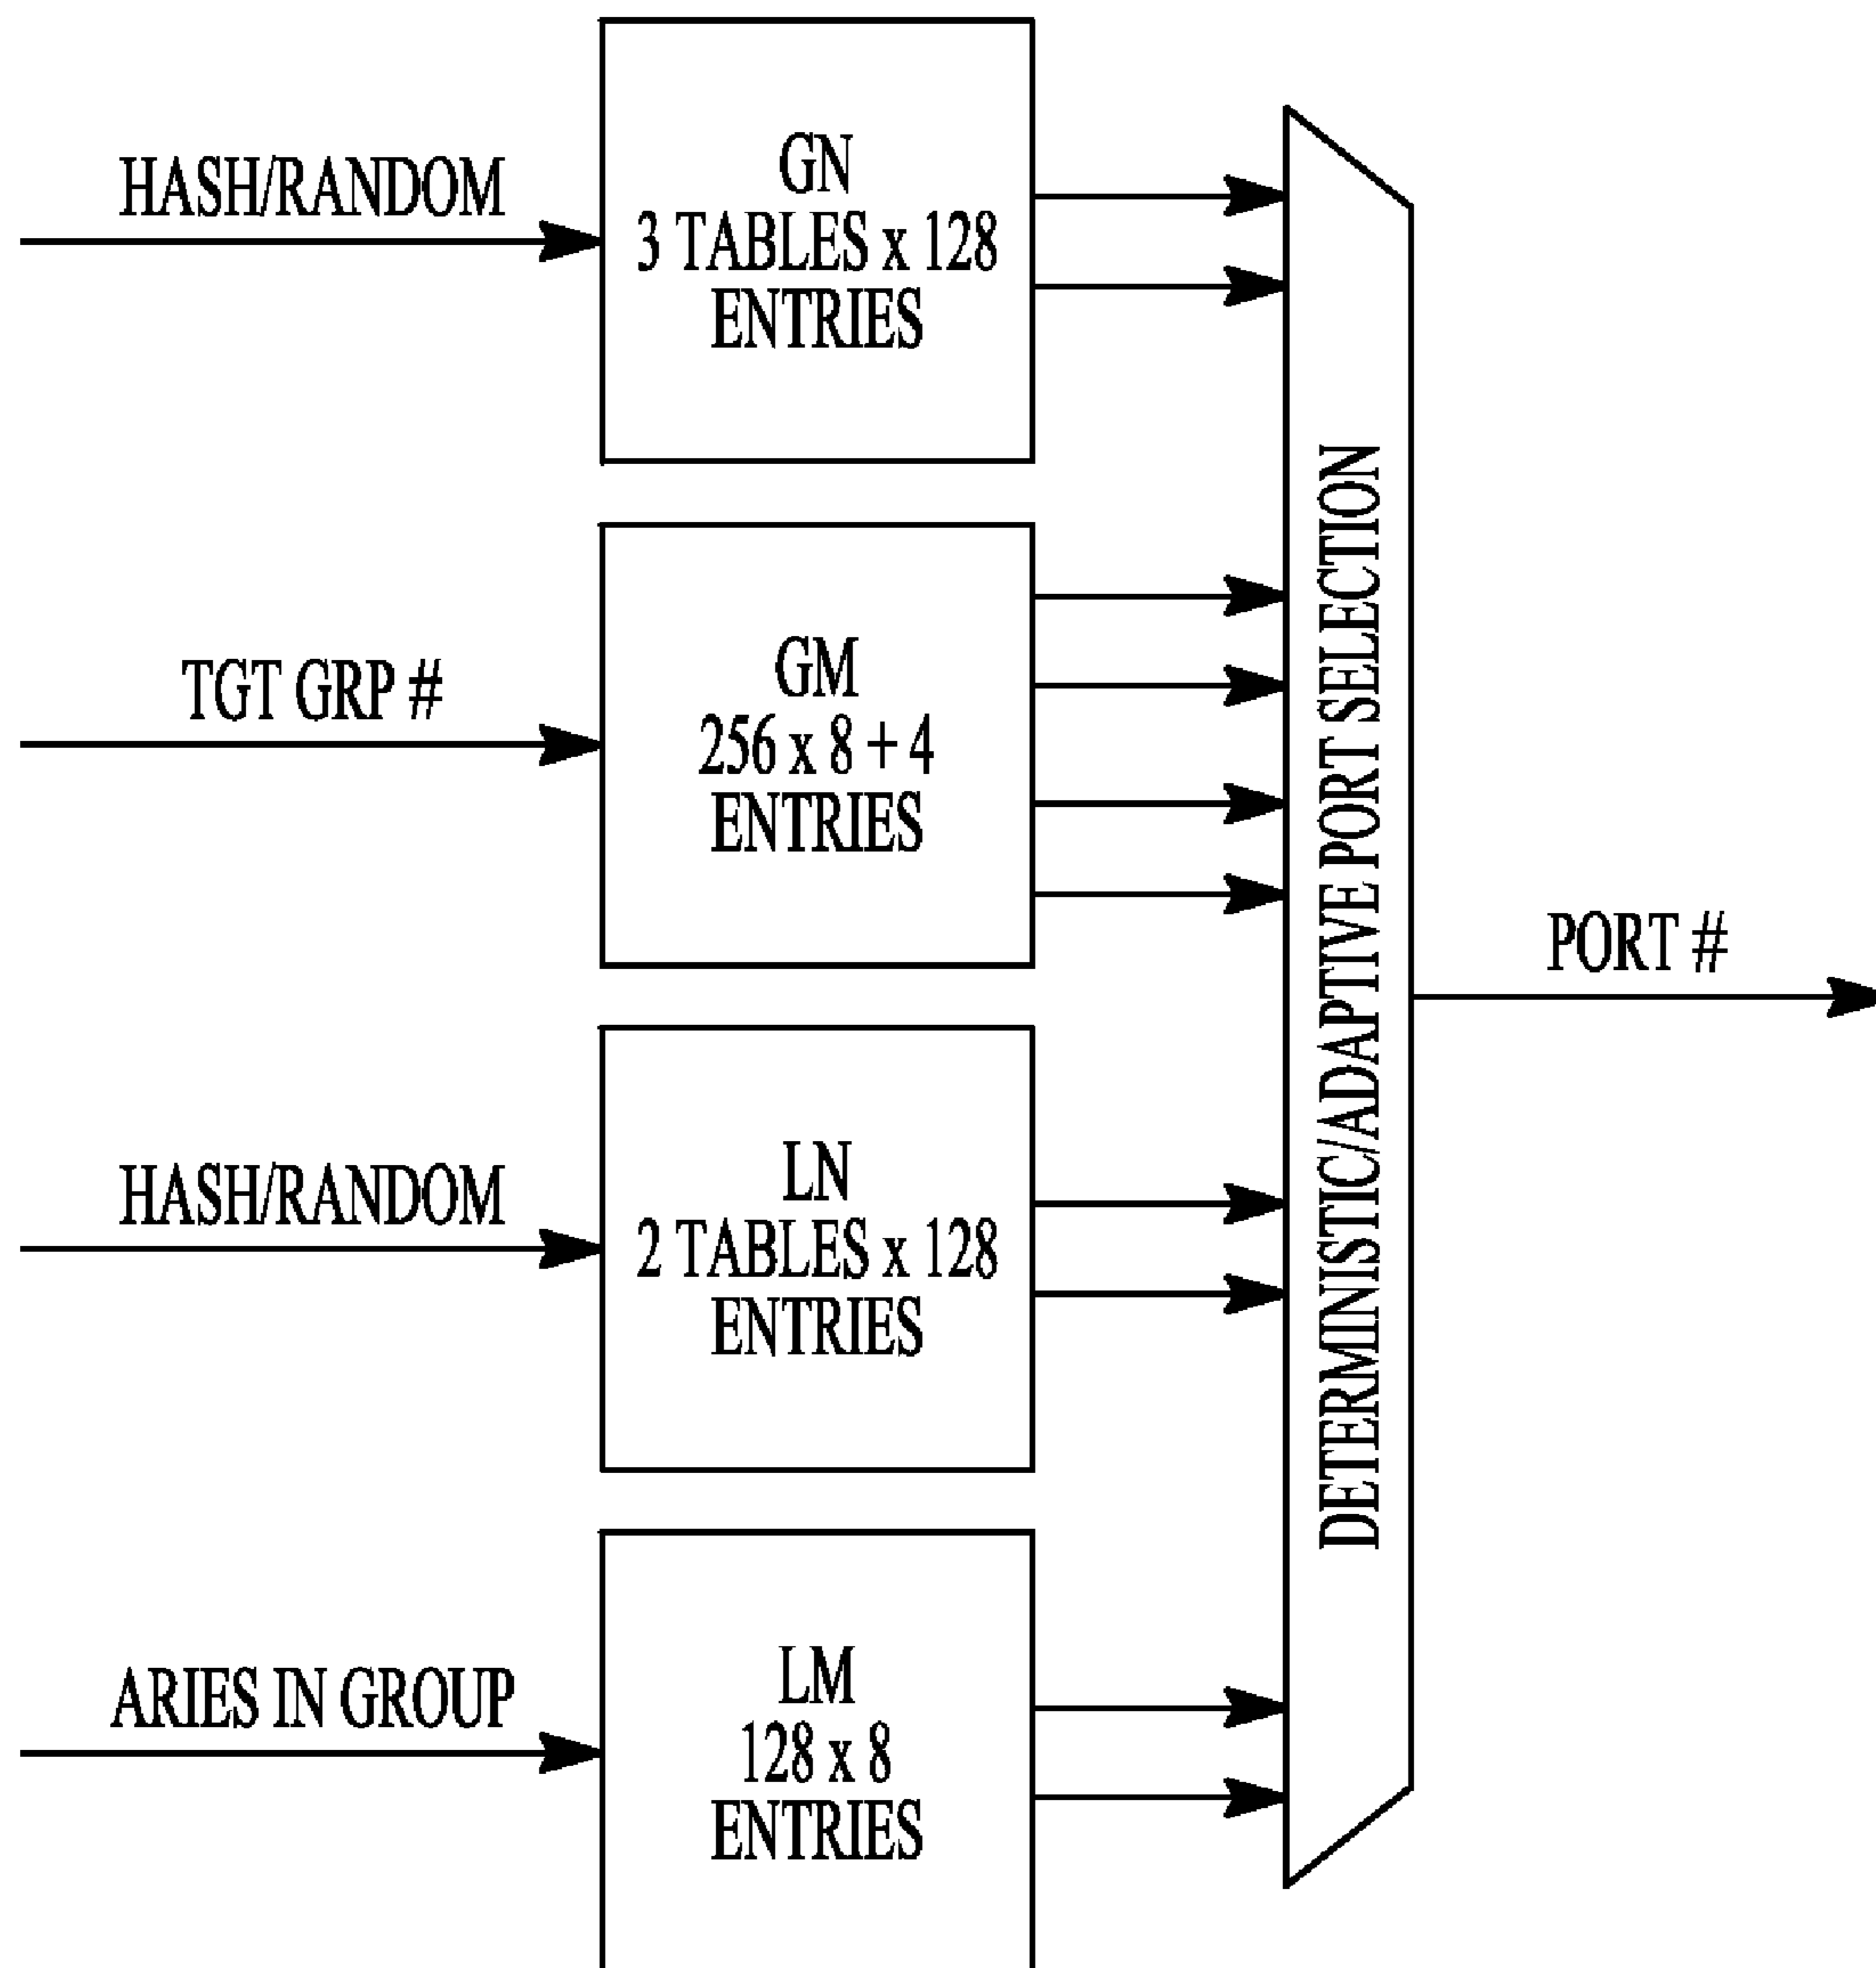 HASH/RANDOM
GN
3 TABLES x 128
ENTRIES
TGT GRP #
GM
256 x 8 + 4
ENTRIES
HASH/RANDOM
LN
2 TABLES x 128
ENTRIES
ARIES IN GROUP
LM
128 x 8
ENTRIES
DETERMINISTIC/ADAPTIVE PORT SELECTION
PORT #